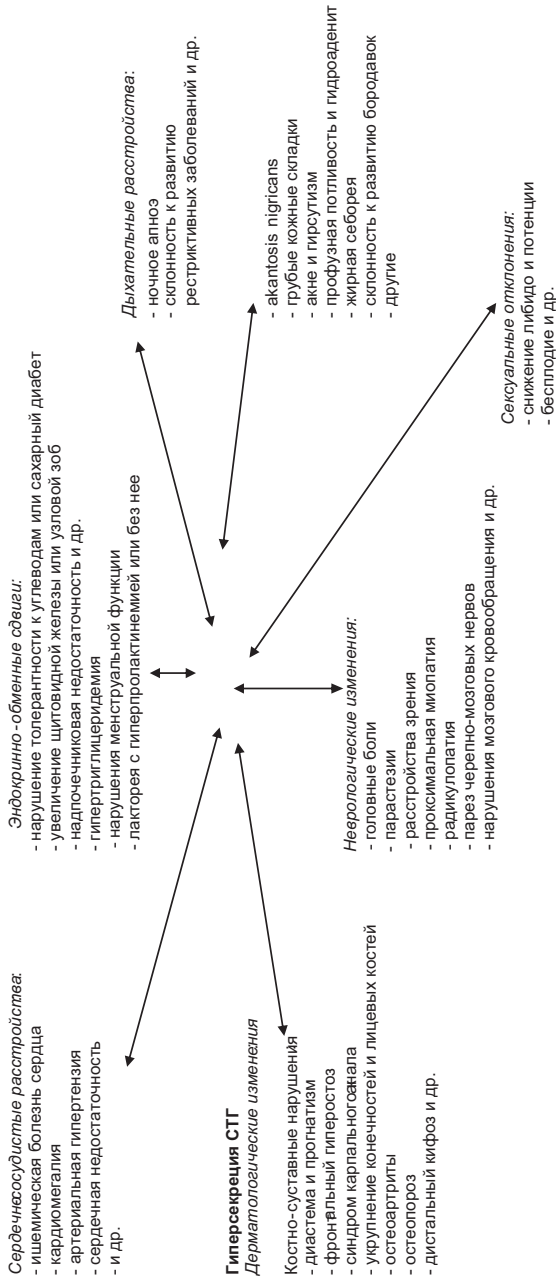 Сердечнососудистые расстройства:
- ишемическая болезнь сердца
- кардиомегалия
- артериальная гипертензия
- сердечная недостаточность
- и др.
Эндокринно-обменные сдвиги:
- нарушение толерантности к углеводам или сахарный диабет
- увеличение щитовидной железы или узловой зоб
- надпочечниковая недостаточность и др.
- гипертриглицеридемия
- нарушения менструальной функции
- лакторея с гиперпролактинемией или без нее
Дыхательные расстройства:
- ночное апноэ
- склонность к развитию
рестриктивных заболеваний и др.
Гиперсекреция СТГ
Дерматологические изменения
- akantosis nigricans
- грубые кожные складки
- акне и гирсутизм
- профузная потливость и гидроаденит
- жирная себорея
- склонность к развитию бородавок
- другие
Костно-суставные нарушения
- диастема и прогнатизм
- фронтальный гиперостоз
- синдром карпального канала
- укрупнение конечностей и лицевых костей
- остеоартриты
- остеопороз
- дистальный кифоз и др.
Неврологические изменения:
- головные боли
- парастезии
- расстройства зрения
- проксимальная миопатия
- радикулопатия
- парез черепно-мозговых нервов
- нарушения мозгового кровообращения и др.
Сексуальные отклонения:
- снижение либидо и потенции
- бесплодие и др.